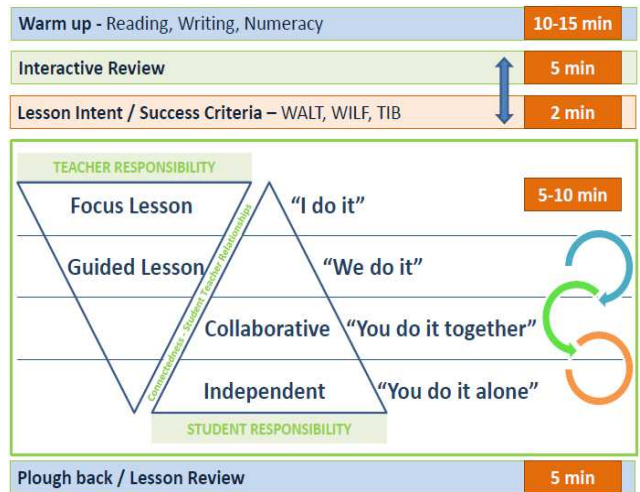 Warm up - Reading, Writing, Numeracy 10-15 min
Interactive Review 5 min
Lesson Intent / Success Criteria – WALT, WILF, TIB 2 min
TEACHER RESPONSIBILITY
5-10 min
Focus Lesson "I do it"
Guided Lesson "We do it"
Connectedness - Student Teacher Relationships
Collaborative "You do it together"
Independent "You do it alone"
STUDENT RESPONSIBILITY
Plough back / Lesson Review 5 min